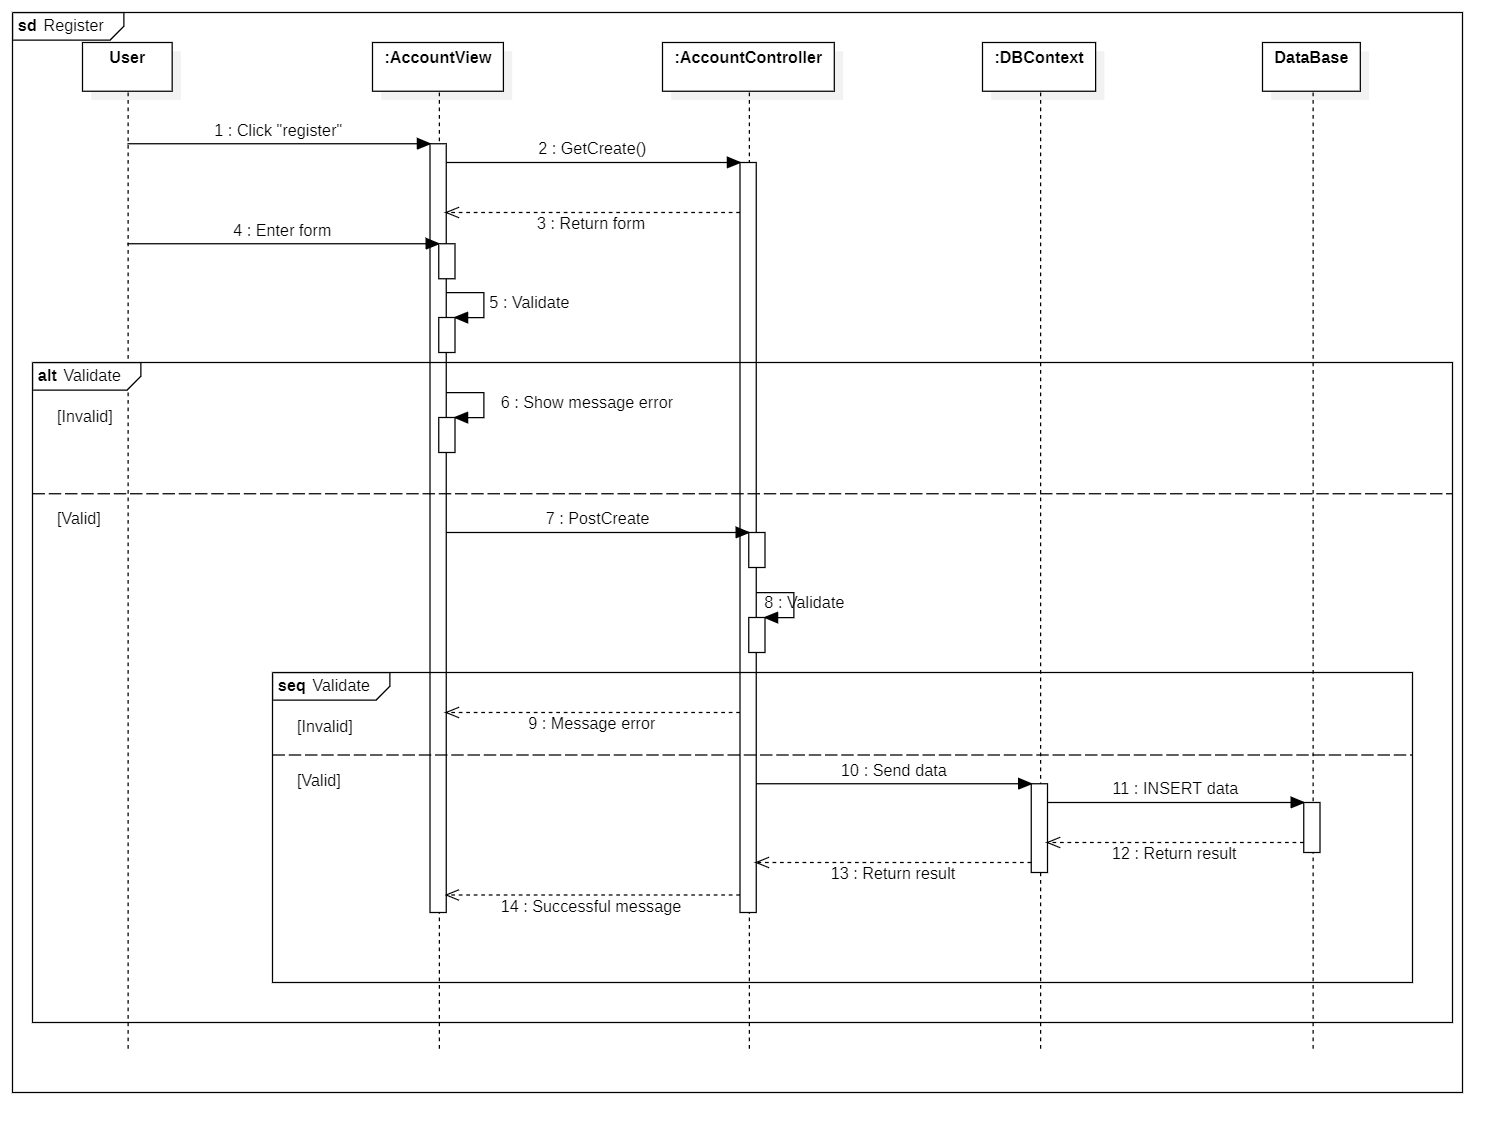 sd Register
User
:AccountView
:AccountController
:DBContext
DataBase
1 : Click "register"
2 : GetCreate()
3 : Return form
4 : Enter form
5 : Validate
alt Validate
[Invalid]
6 : Show message error
[Valid]
7 : PostCreate
8 : Validate
seq Validate
[Invalid]
9 : Message error
[Valid]
10 : Send data
11 : INSERT data
12 : Return result
13 : Return result
14 : Successful message